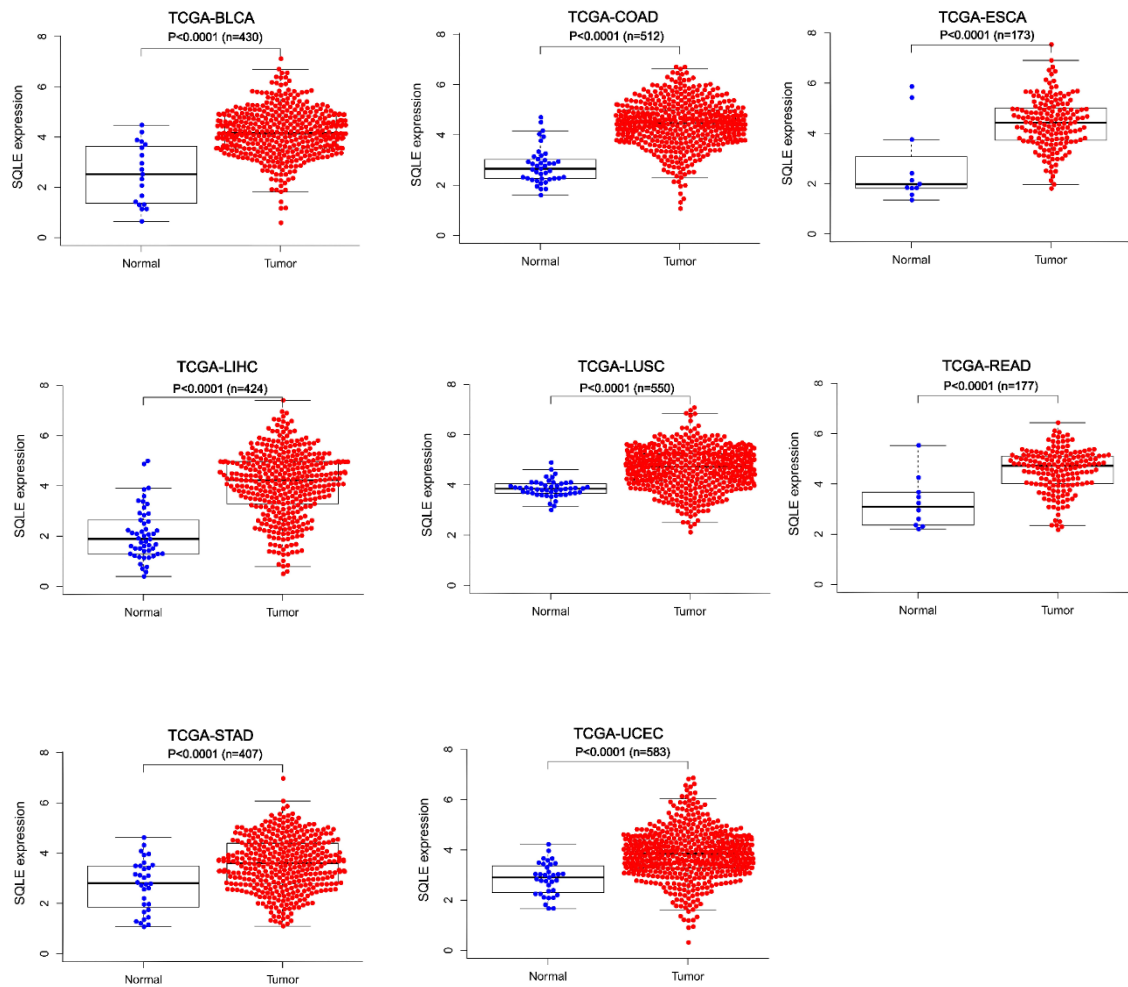 TCGA-BLCA
P<0.0001 (n=430)
SQLE expression
8
6
4
2
0
Normal
Tumor
TCGA-COAD
P<0.0001 (n=512)
SQLE expression
8
6
4
2
0
Normal
Tumor
TCGA-ESCA
P<0.0001 (n=173)
SQLE expression
8
6
4
2
0
Normal
Tumor
TCGA-LIHC
P<0.0001 (n=424)
SQLE expression
8
6
4
2
0
Normal
Tumor
TCGA-LUSC
P<0.0001 (n=550)
SQLE expression
8
6
4
2
0
Normal
Tumor
TCGA-READ
P<0.0001 (n=177)
SQLE expression
8
6
4
2
0
Normal
Tumor
TCGA-STAD
P<0.0001 (n=407)
SQLE expression
8
6
4
2
0
Normal
Tumor
TCGA-UCEC
P<0.0001 (n=583)
SQLE expression
8
6
4
2
0
Normal
Tumor